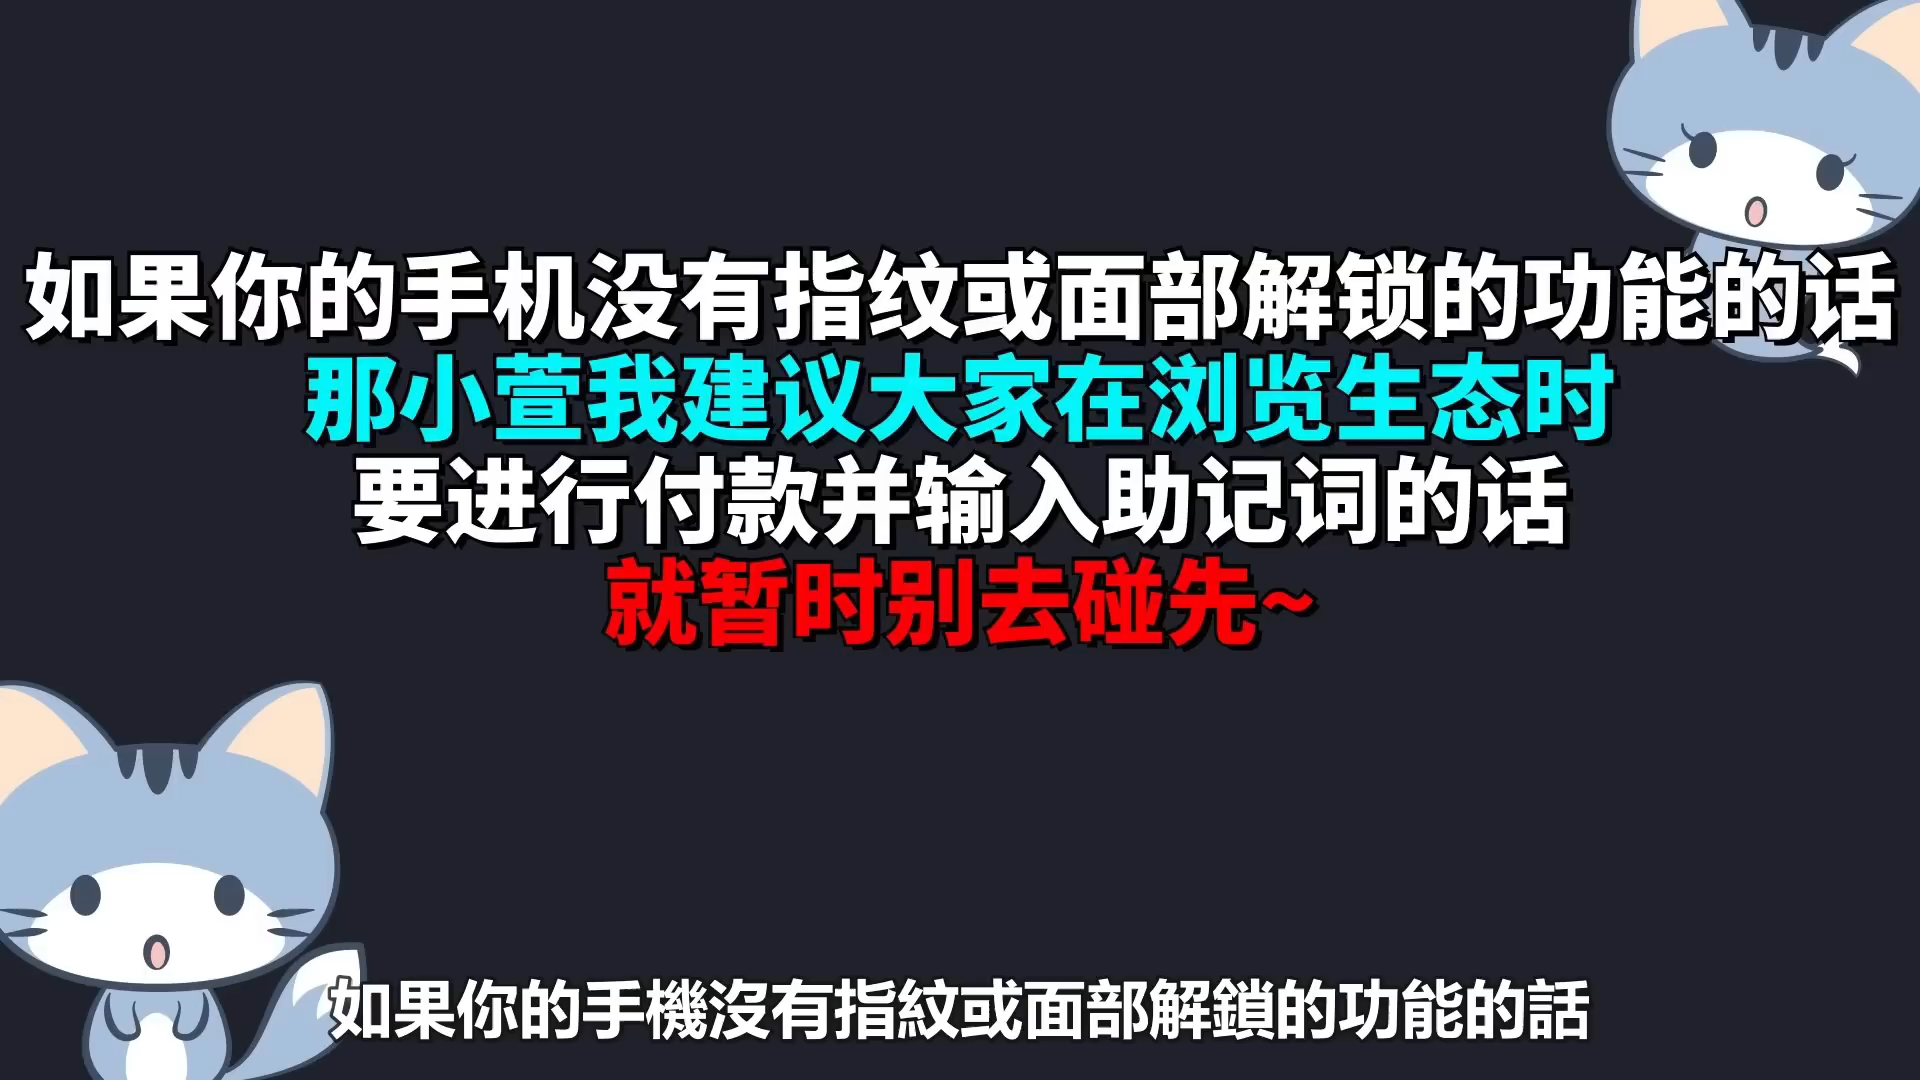 如果你的手机没有指纹或面部解锁的功能的话
那小萱我建议大家在浏览生态时
要进行付款并输入助记词的话
就暂时别去碰先~
如果你的手機沒有指紋或面部解鎖的功能的話